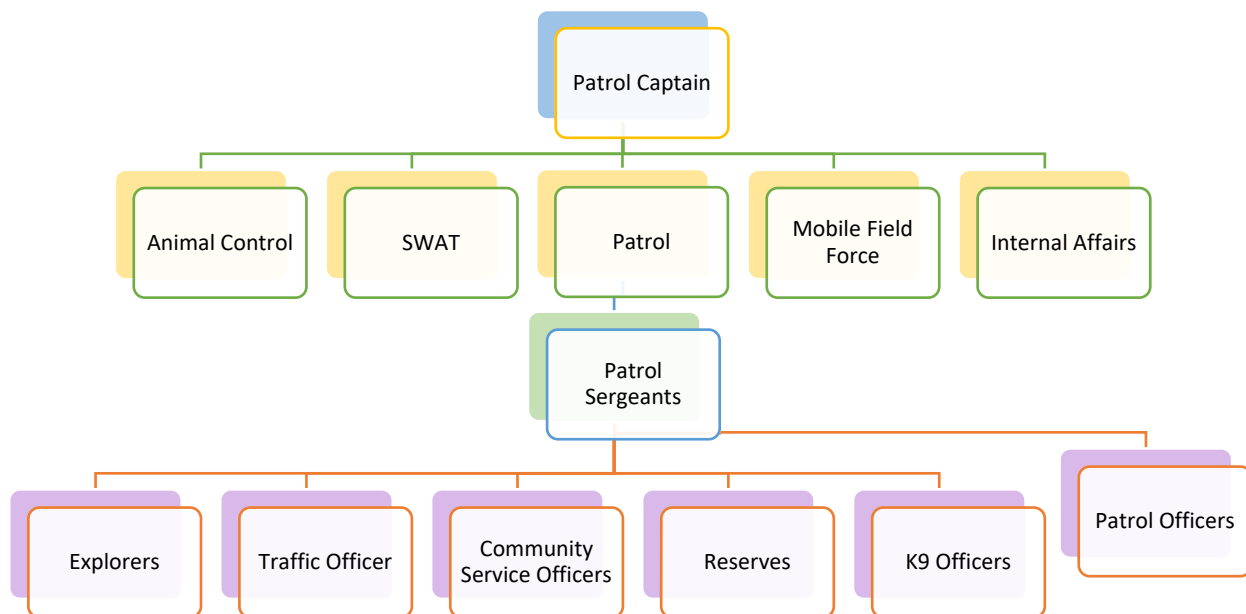 Patrol Captain
Animal Control
SWAT
Patrol
Mobile Field
Force
Internal Affairs
Patrol
Sergeants
Explorers
Traffic Officer
Community
Service Officers
Reserves
K9 Officers
Patrol Officers